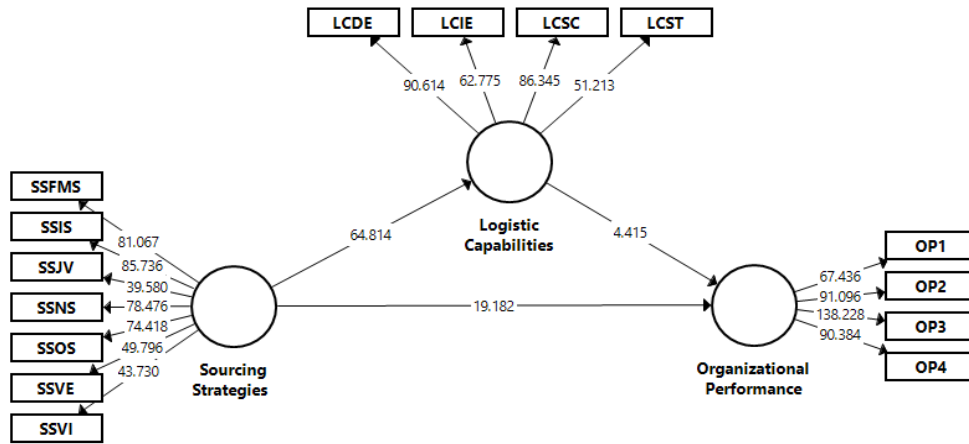 LCDE LCIE LCSC LCST
90.614 62.775 86.345 51.213
SSFMS
SSIS
SSJV
SSNS
SSOS
SSVE
SSVI
81.067
85.736
39.580
78.476
74.418
49.796
43.730
Sourcing
Strategies
64.814
Logistic
Capabilities
4.415
19.182
Organizational
Performance
67.436
91.096
138.228
90.384
OP1
OP2
OP3
OP4